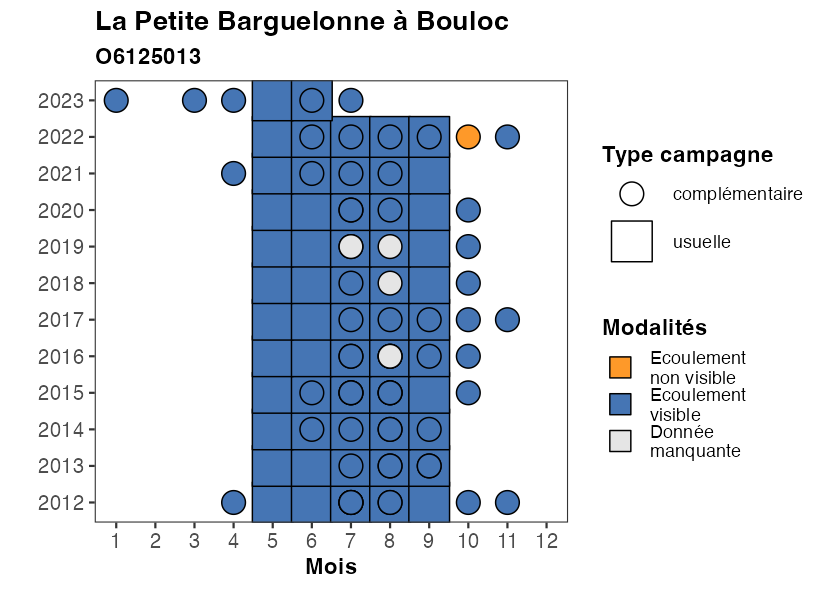 La Petite Barguelonne à Bouloc
O6125013
2023
2022
2021
2020
2019
2018
2017
2016
2015
2014
2013
2012
1 2 3 4 5 6 7 8 9 10 11 12
Mois
Type campagne
complémentaire
usuelle
Modalités
Ecoulement
non visible
Ecoulement
visible
Donnée
manquante